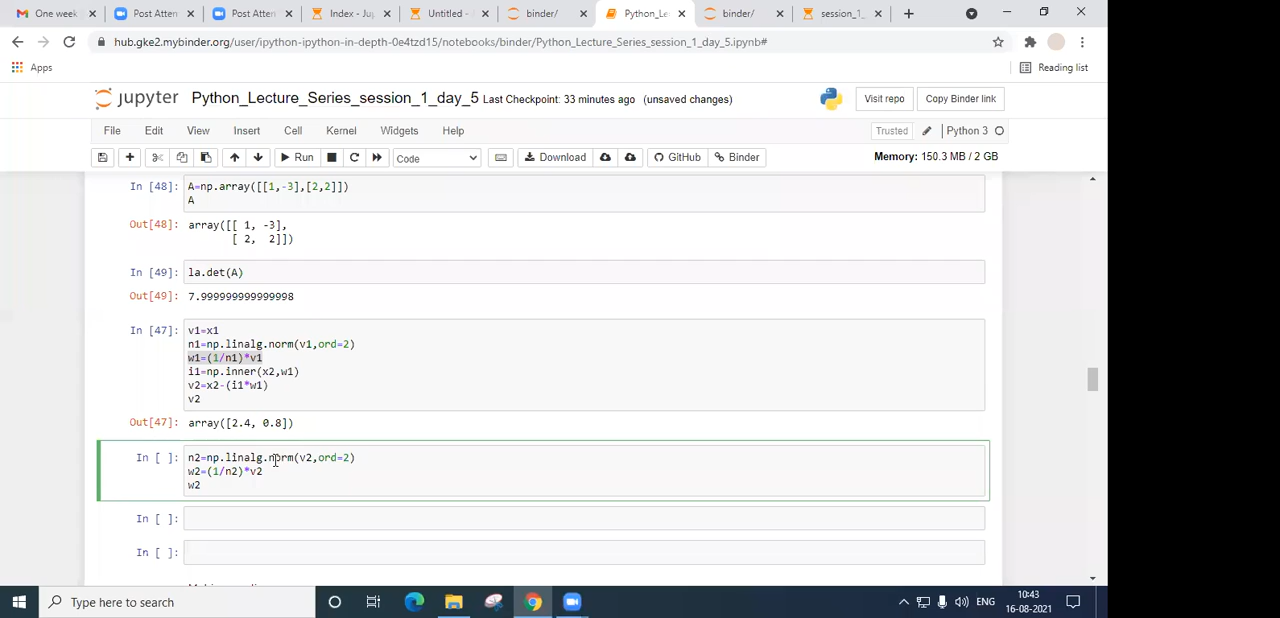 One week
Post Atten
Post Atten
Index - Ju
Untitled -
binder/
Python_Le
binder/
session_1_
hub.gke2.mybinder.org/user/ipython-ipython-in-depth-0e4tzd15/notebooks/binder/Python_Lecture_Series_session_1_day_5.ipynb#
Apps
Reading list
jupyter Python_Lecture_Series_session_1_day_5 Last Checkpoint: 33 minutes ago (unsaved changes)
Visit repo
Copy Binder link
File Edit View Insert Cell Kernel Widgets Help
Trusted
Python 3
Run
Code
Download
GitHub
Binder
Memory: 150.3 MB / 2 GB
In [48]: A=np.array([[1,-3],[2,2]])
A
Out[48]: array([[ 1, -3],
[ 2, 2]])
In [49]: la.det(A)
Out[49]: 7.999999999999998
In [47]: v1=x1
n1=np.linalg.norm(v1,ord=2)
w1=(1/n1)*v1
i1=np.inner(x2,w1)
v2=x2-(i1*w1)
v2
Out[47]: array([2.4, 0.8])
In [ ]: n2=np.linalg.norm(v2,ord=2)
w2=(1/n2)*v2
w2
In [ ]:
In [ ]:
Type here to search
ENG
10:43
16-08-2021